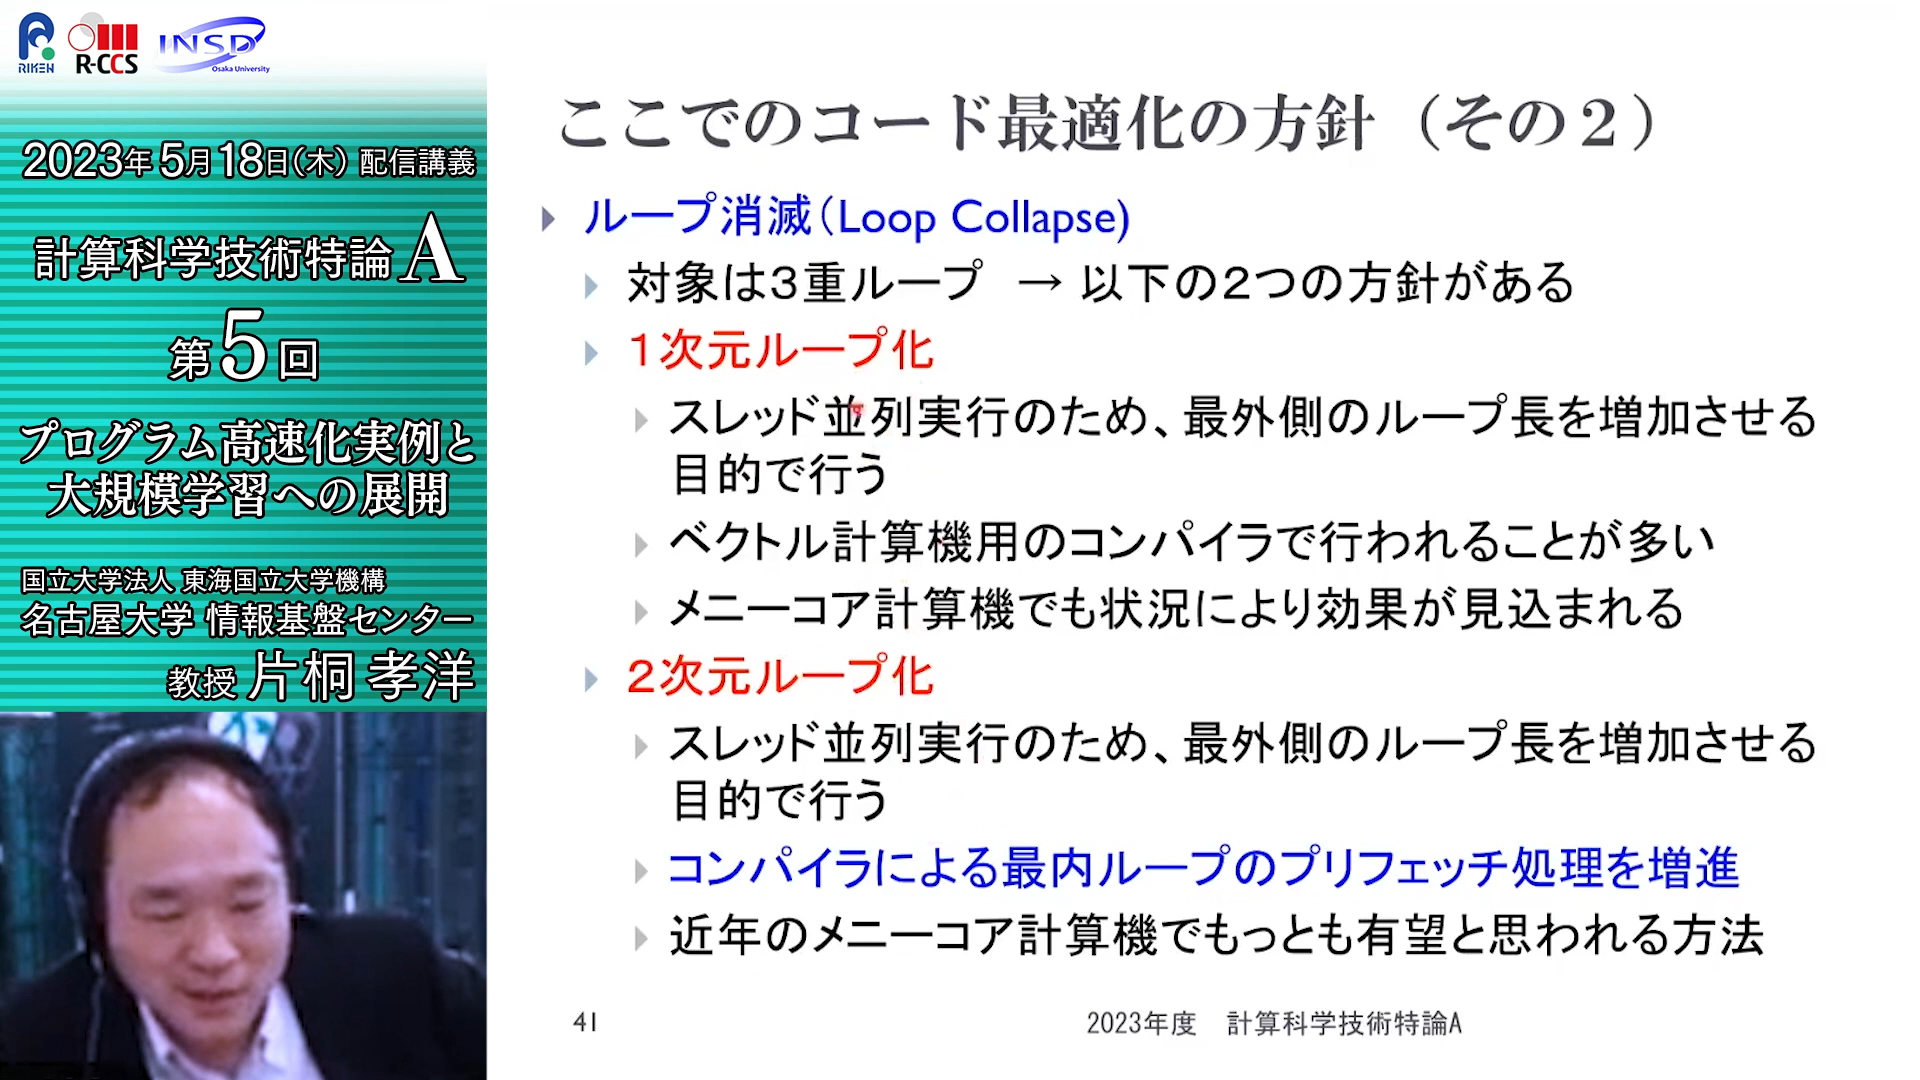 RIKEN
R-CCS
INSD
Osaka University
2023年5月18日(木) 配信講義
計算科学技術特論A
第5回
プログラム高速化実例と
大規模学習への展開
国立大学法人 東海国立大学機構
名古屋大学 情報基盤センター
教授 片桐 孝洋
ここでのコード最適化の方針（その２）
ループ消滅（Loop Collapse)
対象は３重ループ　→ 以下の２つの方針がある
１次元ループ化
スレッド並列実行のため、最外側のループ長を増加させる
目的で行う
ベクトル計算機用のコンパイラで行われることが多い
メニーコア計算機でも状況により効果が見込まれる
２次元ループ化
スレッド並列実行のため、最外側のループ長を増加させる
目的で行う
コンパイラによる最内ループのプリフェッチ処理を増進
近年のメニーコア計算機でもっとも有望と思われる方法
41
2023年度　計算科学技術特論A